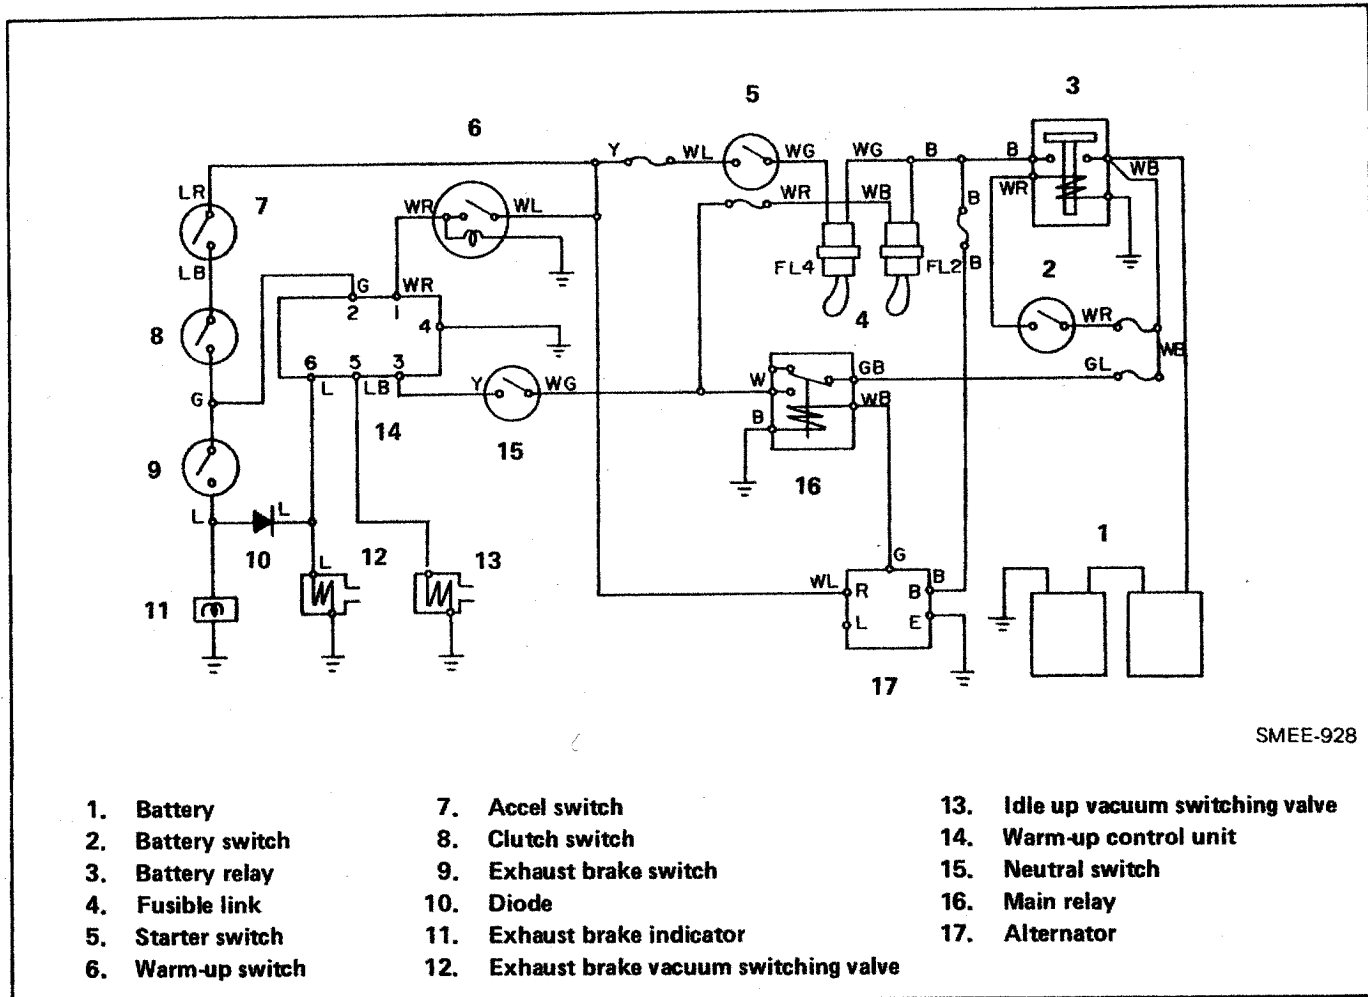 3
5
6
Y WL WG WG B B WB
LR 7 WR WL WR WB B WR
LB G WR FL4 FL2 B 2
8 2 1 4 4 WR
6 5 3 GB GL WB
L LB Y WG W WB
G 14 B
9 15 16
L L 1
10 12 13 G
L WL R B B
11 L E
17
SMEE-928
1. Battery
2. Battery switch
3. Battery relay
4. Fusible link
5. Starter switch
6. Warm-up switch
7. Accel switch
8. Clutch switch
9. Exhaust brake switch
10. Diode
11. Exhaust brake indicator
12. Exhaust brake vacuum switching valve
13. Idle up vacuum switching valve
14. Warm-up control unit
15. Neutral switch
16. Main relay
17. Alternator